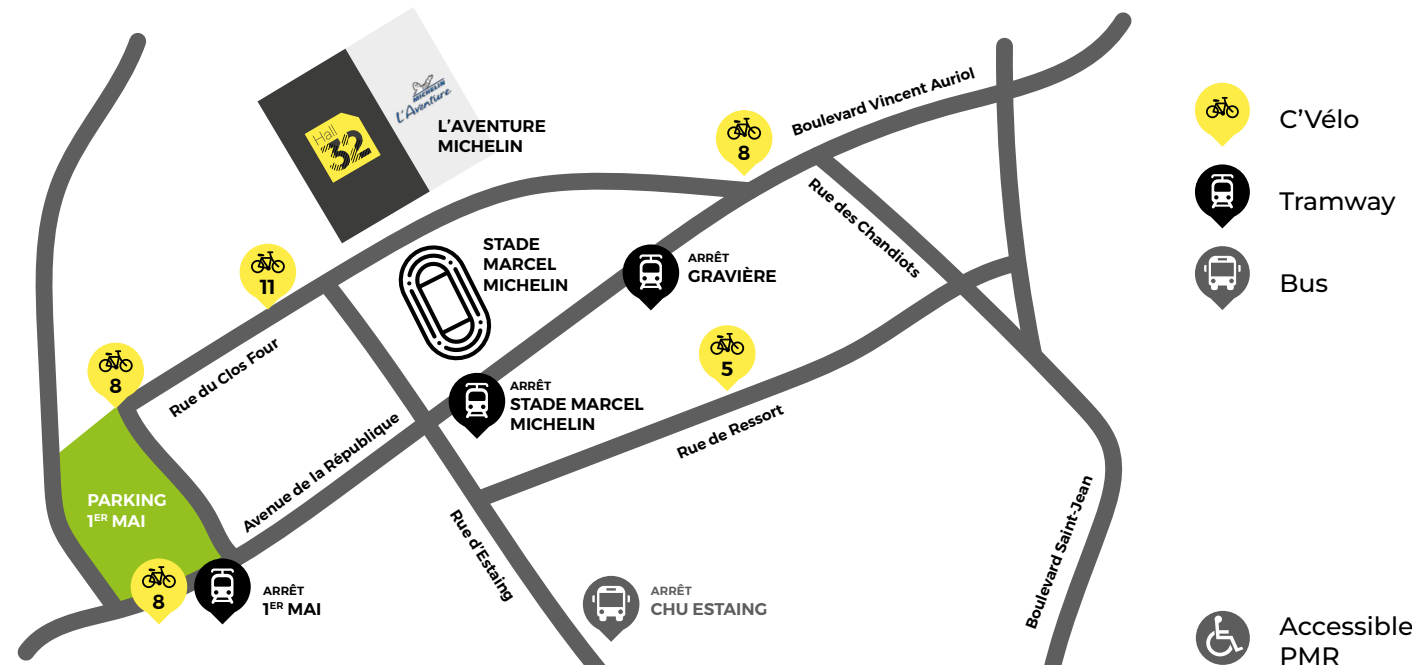 Hall
32
MICHELIN
L'Aventure
L'AVENTURE
MICHELIN
8
Boulevard Vincent Auriol
Rue des Chandiots
C'Vélo
Tramway
Bus
STADE
MARCEL
MICHELIN
ARRÊT
GRAVIÈRE
11
8
Rue du Clos Four
5
ARRÊT
STADE MARCEL
MICHELIN
Rue de Ressort
Avenue de la République
PARKING
1ER MAI
8
ARRÊT
1ER MAI
Rue d'Estaing
ARRÊT
CHU ESTAING
Boulevard Saint-Jean
Accessible
PMR